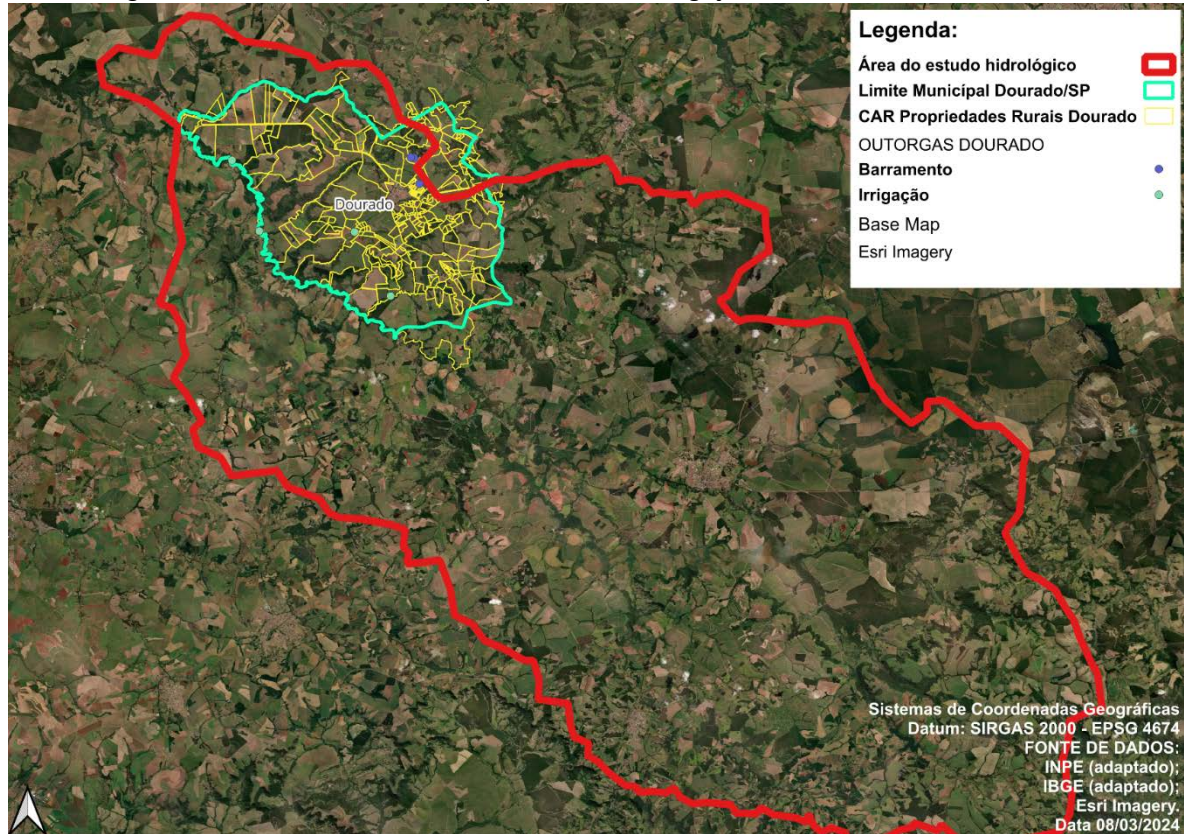 Legenda:
Área do estudo hidrológico
Limite Municípal Dourado/SP
CAR Propriedades Rurais Dourado
OUTORGAS DOURADO
Barramento
Irrigação
Base Map
Esri Imagery
Dourado
Sistemas de Coordenadas Geográficas
Datum: SIRGAS 2000 - EPSG 4674
FONTE DE DADOS:
INPE (adaptado);
IBGE (adaptado);
Esri Imagery.
Data 08/03/2024